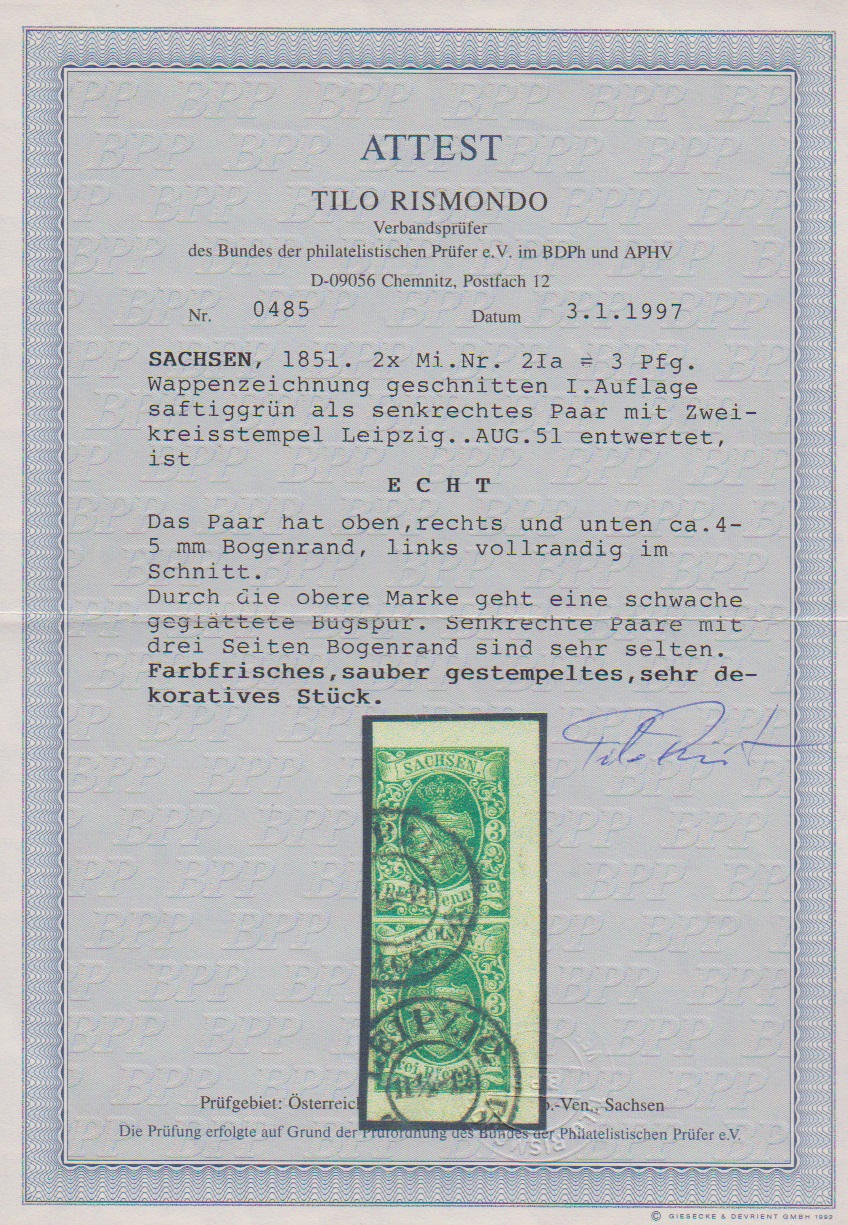 ATTEST
TILO RISMONDO
Verbandsprüfer
des Bundes der philatelistischen Prüfer e.V. im BDPh und APHV
D-09056 Chemnitz, Postfach 12
Nr. 0485 Datum 3.1.1997
SACHSEN, 1851. 2x Mi.Nr. 2Ia = 3 Pfg.
Wappenzeichnung geschnitten I.Auflage
saftiggrün als senkrechtes Paar mit Zwei-
kreisstempel Leipzig..AUG.51 entwertet,
ist
E C H T
Das Paar hat oben,rechts und unten ca.4-
5 mm Bogenrand, links vollrandig im
Schnitt.
Durch die obere Marke geht eine schwache
geglättete Bugspur. Senkrechte Paare mit
drei Seiten Bogenrand sind sehr selten.
Farbfrisches,sauber gestempeltes,sehr de-
koratives Stück.
SACHSEN.
3
SACHSEN
3
LEIPZIG
Prüfgebiet: Österreich .-Ven., Sachsen
Die Prüfung erfolgte auf Grund der Prüfordnung des Bundes der Philatelistischen Prüfer e.V.
© GIESECKE & DEVRIENT GMBH 1992